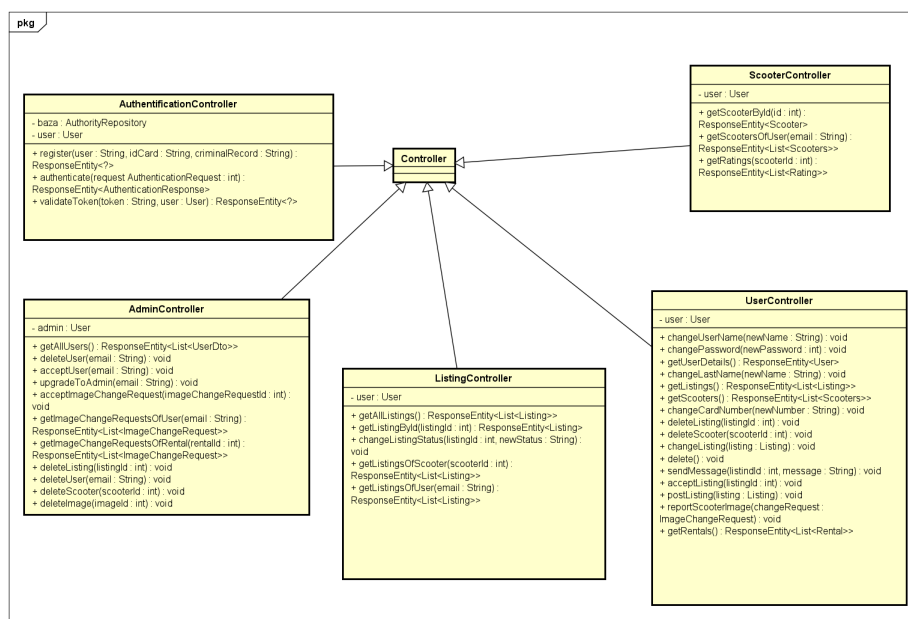 pkg
AuthentificationController
- baza : AuthorityRepository
- user : User
+ register(user : String, idCard : String, criminalRecord : String) :
ResponseEntity<?>
+ authenticate(request AuthenticationRequest : int) :
ResponseEntity<AuthenticationResponse>
+ validateToken(token : String, user : User) : ResponseEntity<?>
Controller
ScooterController
- user : User
+ getScooterById(id : int) :
ResponseEntity<Scooter>
+ getScootersOfUser(email : String) :
ResponseEntity<List<Scooters>>
+ getRatings(scooterId : int) :
ResponseEntity<List<Rating>>
AdminController
- admin : User
+ getAllUsers() : ResponseEntity<List<UserDto>>
+ deleteUser(email : String) : void
+ acceptUser(email : String) : void
+ upgradeToAdmin(email : String) : void
+ acceptImageChangeRequest(imageChangeRequestId : int) :
void
+ getImageChangeRequestsOfUser(email : String) :
ResponseEntity<List<ImageChangeRequest>>
+ getImageChangeRequestsOfRental(rentalId : int) :
ResponseEntity<List<ImageChangeRequest>>
+ deleteListing(listingId : int) : void
+ deleteUser(email : String) : void
+ deleteScooter(scooterId : int) : void
+ deleteImage(imageId : int) : void
ListingController
- user : User
+ getAllListings() : ResponseEntity<List<Listing>>
+ getListingById(listingId : int) : ResponseEntity<Listing>
+ changeListingStatus(listingId : int, newStatus : String) :
void
+ getListingsOfScooter(scooterId : int) :
ResponseEntity<List<Listing>>
+ getListingsOfUser(email : String) :
ResponseEntity<List<Listing>>
UserController
- user : User
+ changeUserName(newName : String) : void
+ changePassword(newPassword : int) : void
+ getUserDetails() : ResponseEntity<User>
+ changeLastName(newName : String) : void
+ getListings() : ResponseEntity<List<Listing>>
+ getScooters() : ResponseEntity<List<Scooters>>
+ changeCardNumber(newNumber : String) : void
+ deleteListing(listingId : int) : void
+ deleteScooter(scooterId : int) : void
+ changeListing(listing : Listing) : void
+ delete() : void
+ sendMessage(listindId : int, message : String) : void
+ acceptListing(listingId : int) : void
+ postListing(listing : Listing) : void
+ reportScooterImage(changeRequest :
ImageChangeRequest) : void
+ getRentals() : ResponseEntity<List<Rental>>